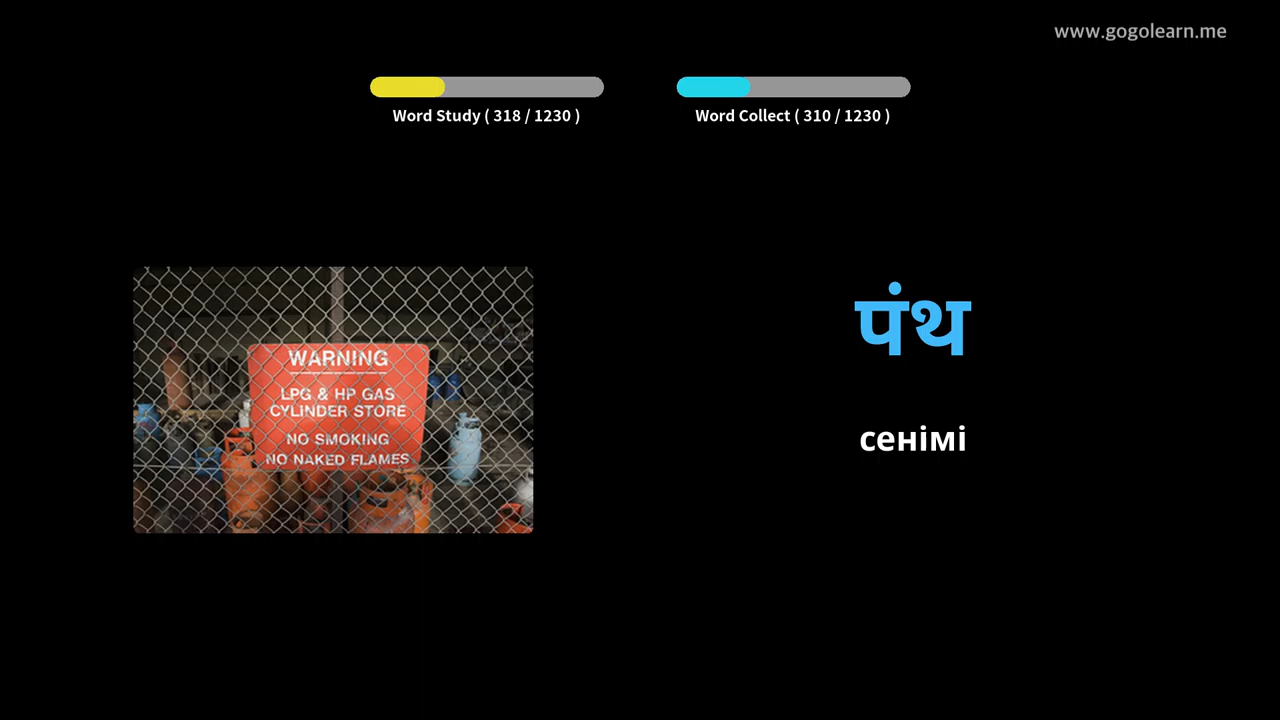 www.gogolearn.me
Word Study ( 318 / 1230 )
Word Collect ( 310 / 1230 )
WARNING
LPG & HP GAS
CYLINDER STORE
NO SMOKING
NO NAKED FLAMES
पंथ
сенімі